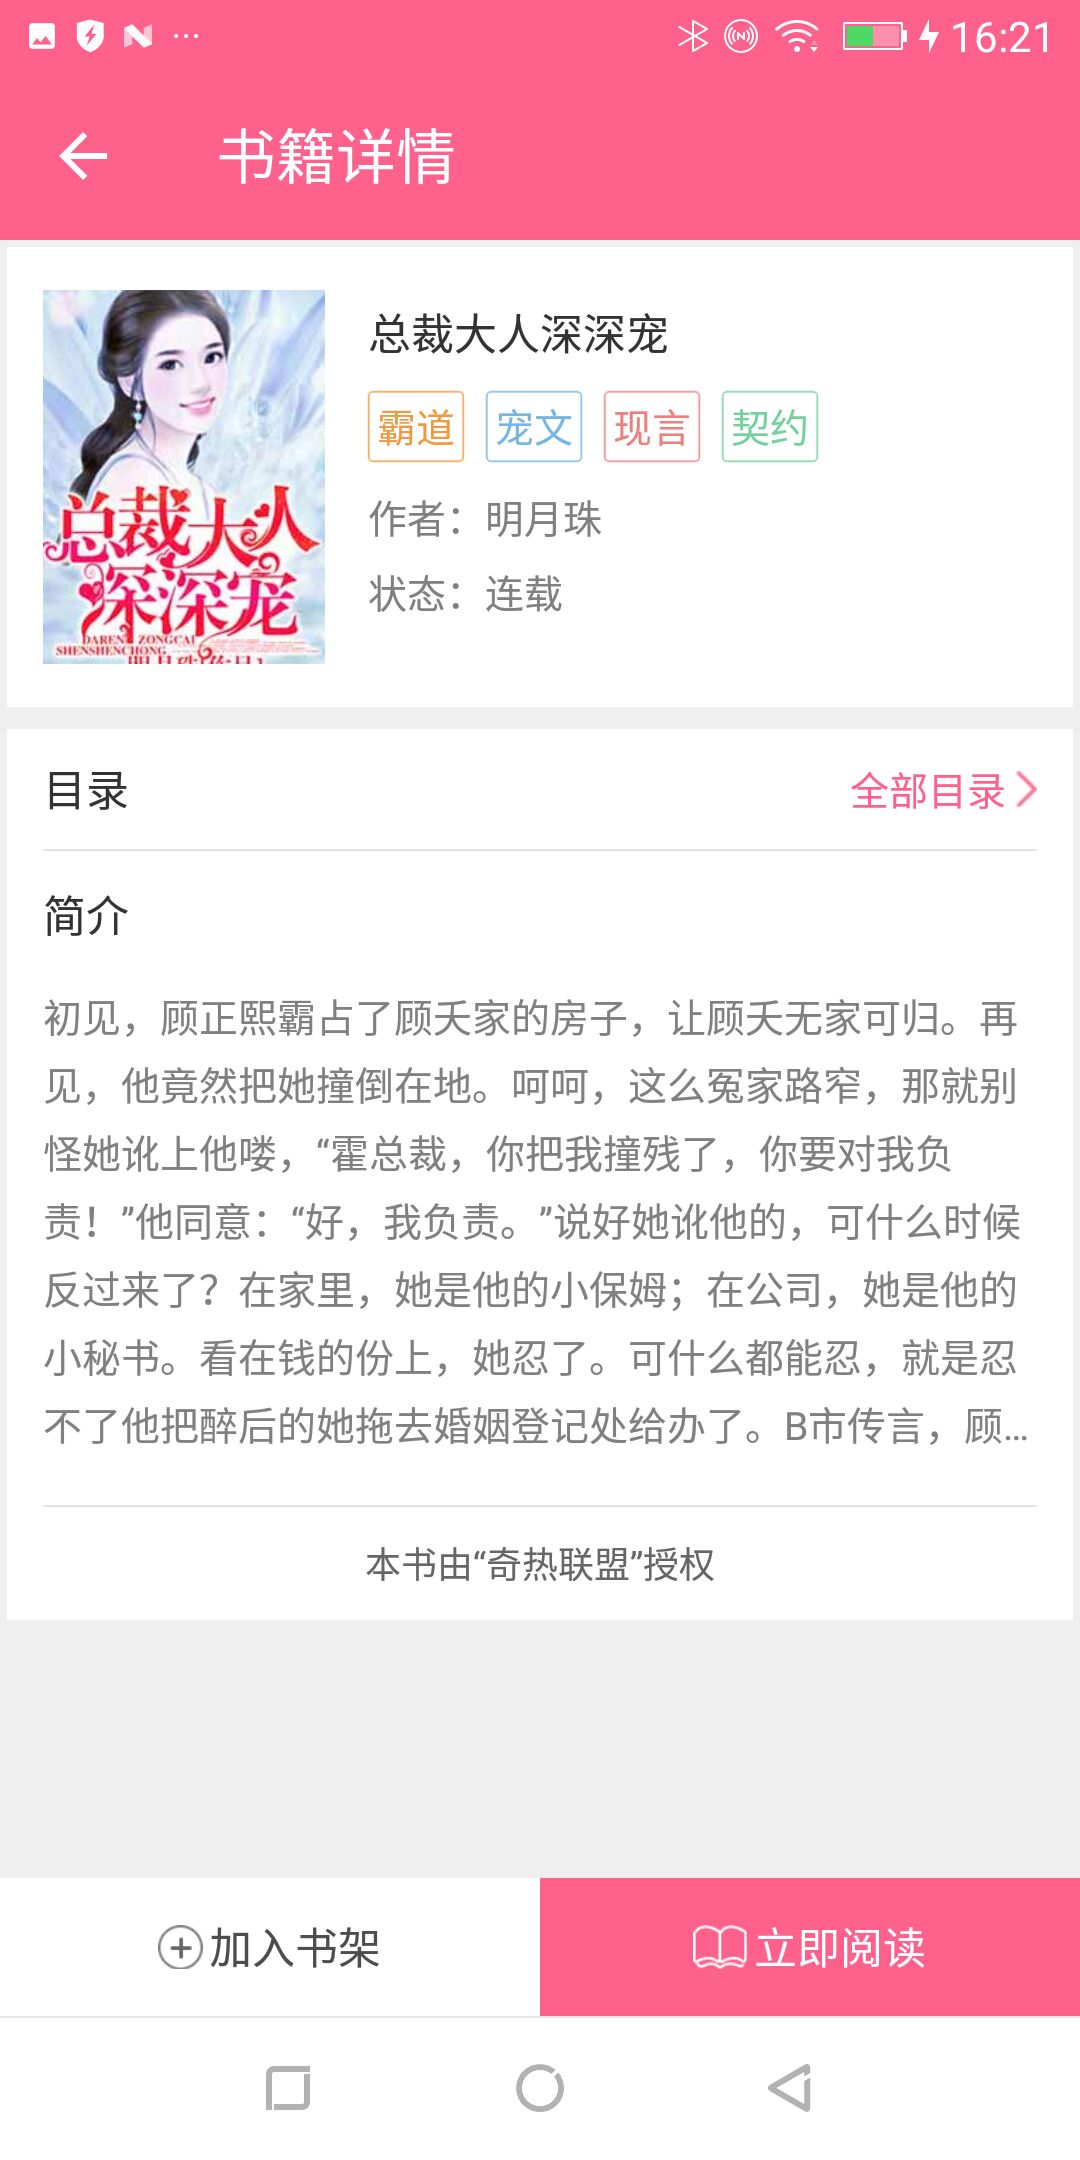 16:21
书籍详情
总裁大人
深深宠
DAREN ZONGCAI
SHENSHENCHONG
总裁大人深深宠
霸道 宠文 现言 契约
作者：明月珠
状态：连载
目录 全部目录
简介
初见，顾正熙霸占了顾夭家的房子，让顾夭无家可归。再
见，他竟然把她撞倒在地。呵呵，这么冤家路窄，那就别
怪她讹上他喽，“霍总裁，你把我撞残了，你要对我负
责！”他同意：“好，我负责。”说好她讹他的，可什么时候
反过来了？在家里，她是他的小保姆；在公司，她是他的
小秘书。看在钱的份上，她忍了。可什么都能忍，就是忍
不了他把醉后的她拖去婚姻登记处给办了。B市传言，顾...
本书由“奇热联盟”授权
加入书架 立即阅读